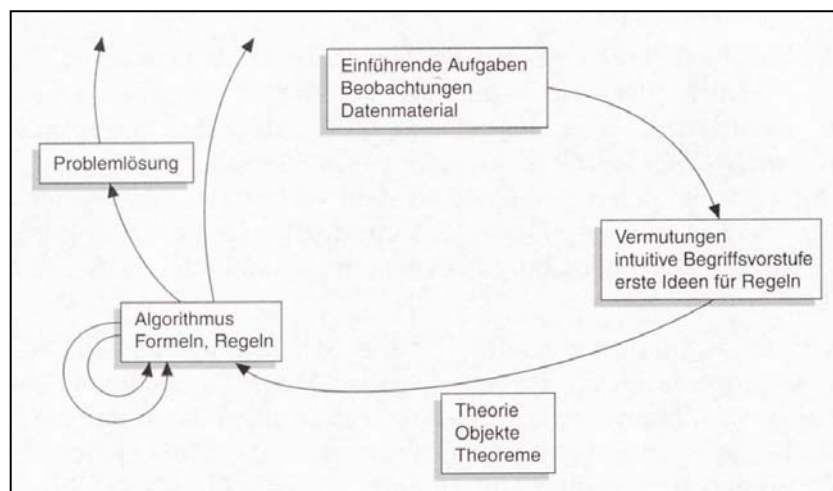 Einführende Aufgaben
Beobachtungen
Datenmaterial
Problemlösung
Vermutungen
intuitive Begriffsvorstufe
erste Ideen für Regeln
Algorithmus
Formeln, Regeln
Theorie
Objekte
Theoreme